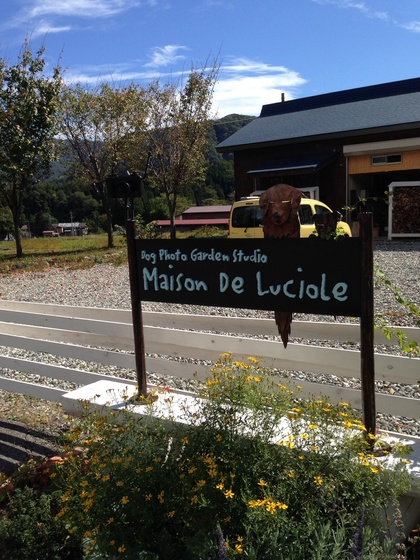 Dog Photo Garden Studio
Maison De Luciole